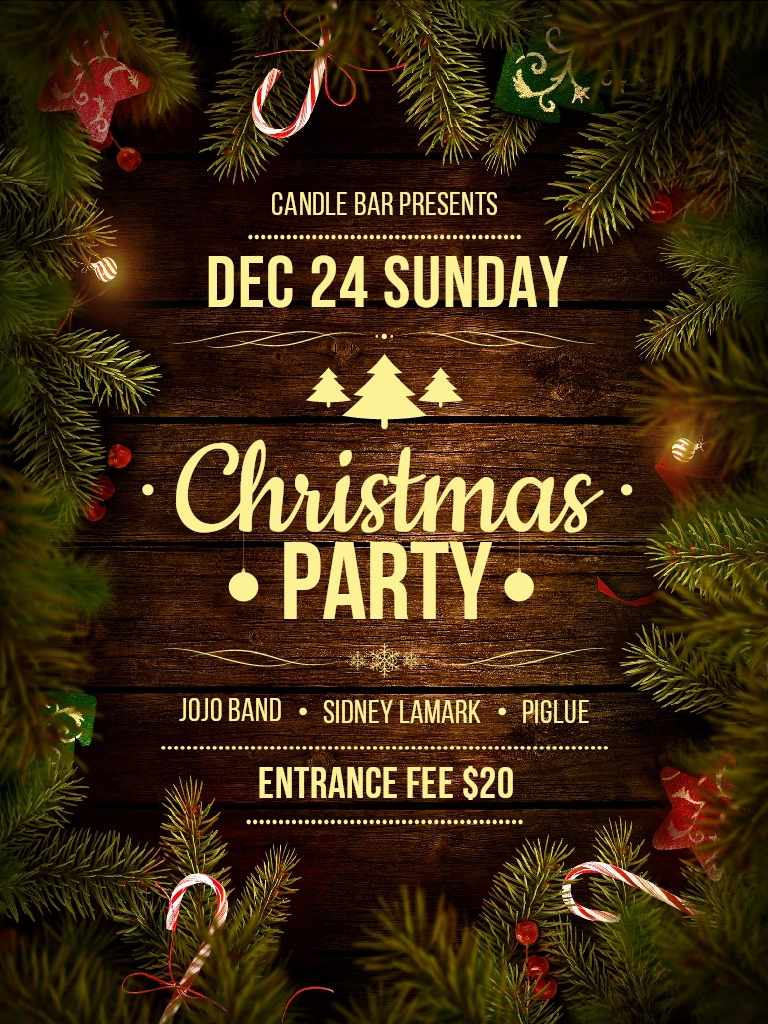 CANDLE BAR PRESENTS
DEC 24 SUNDAY
Christmas
PARTY
JOJO BAND • SIDNEY LAMARK • PIGLUE
ENTRANCE FEE $20